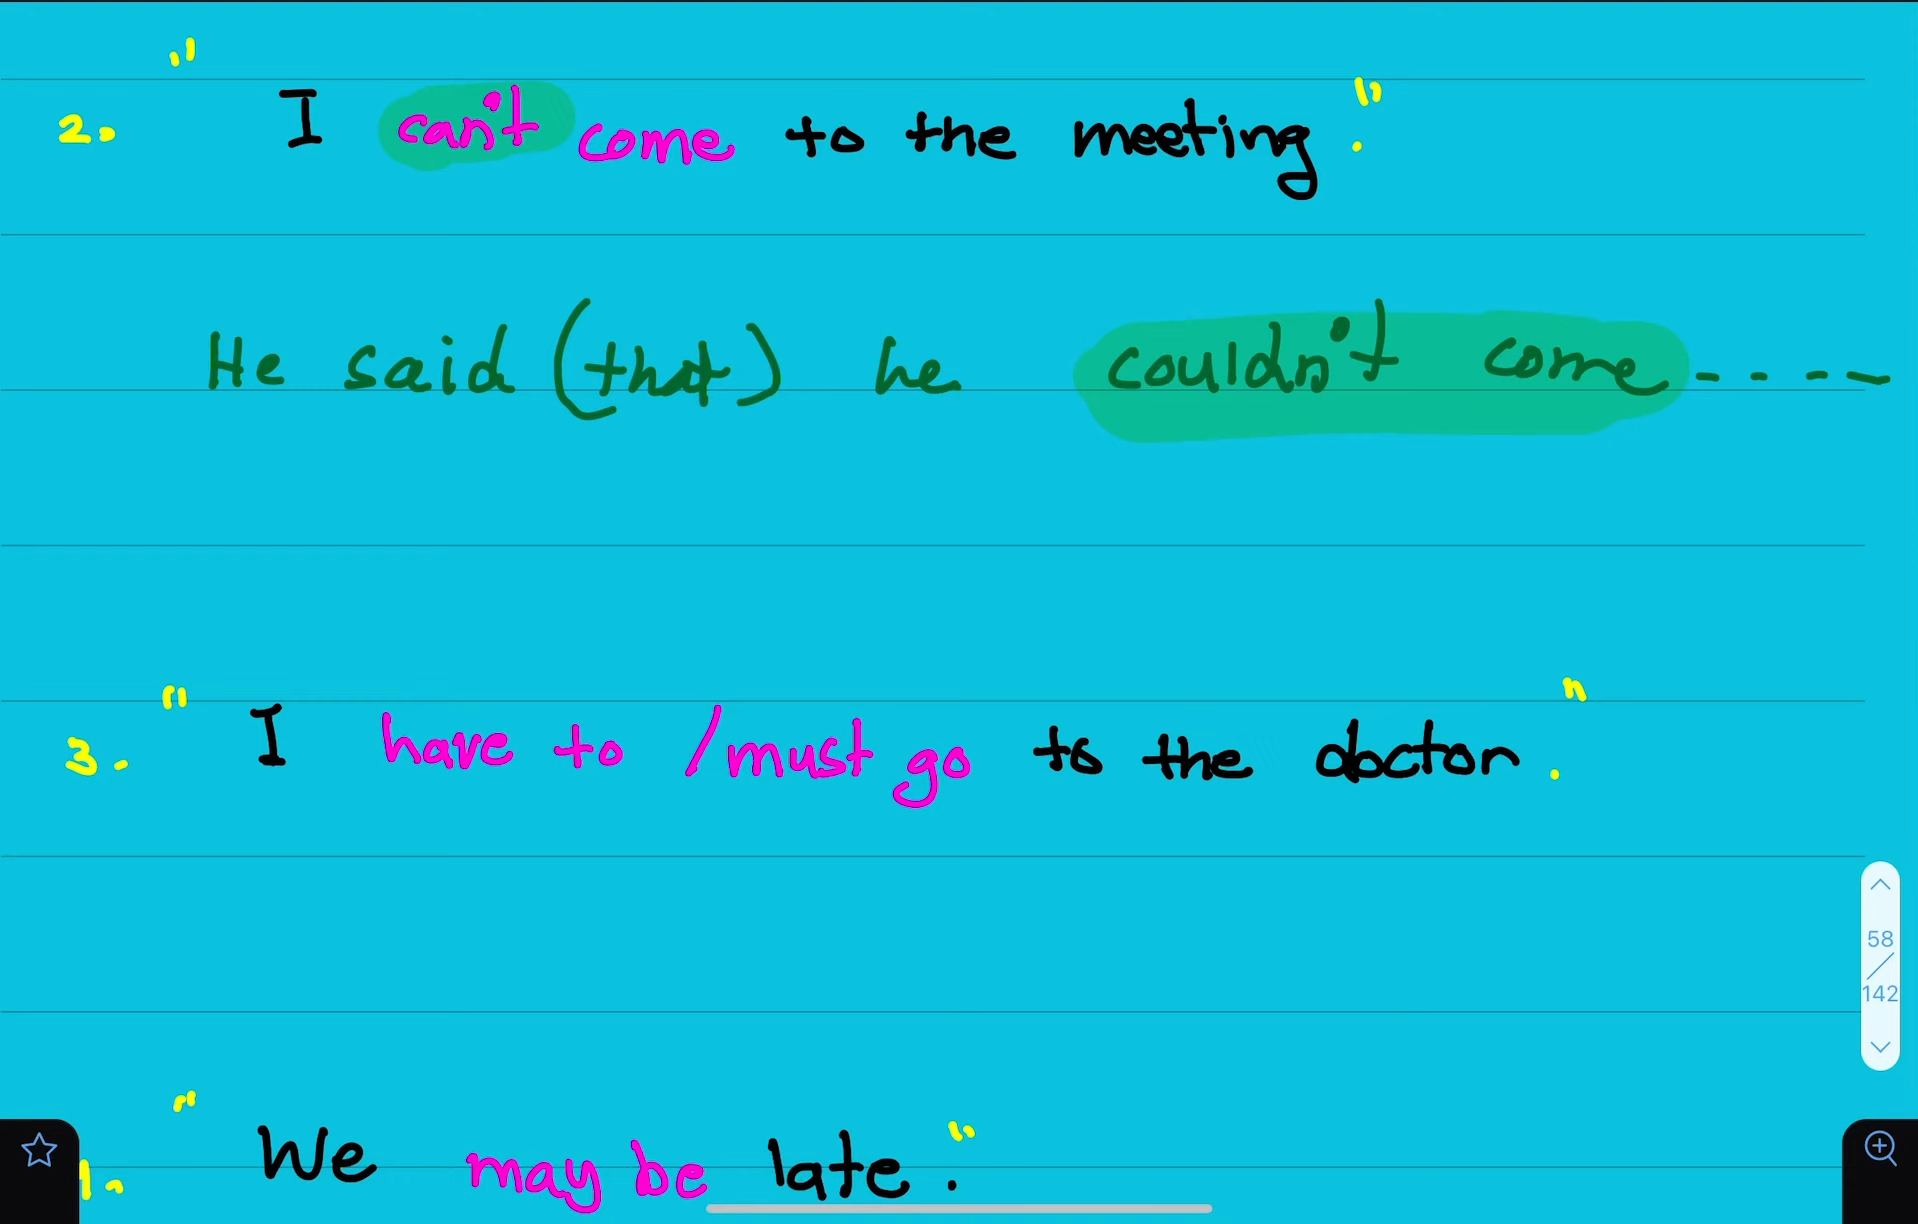 2. "I can't come to the meeting."
He said (that) he couldn't come ----
3. "I have to / must go to the doctor."
58
/
142
"We may be late."